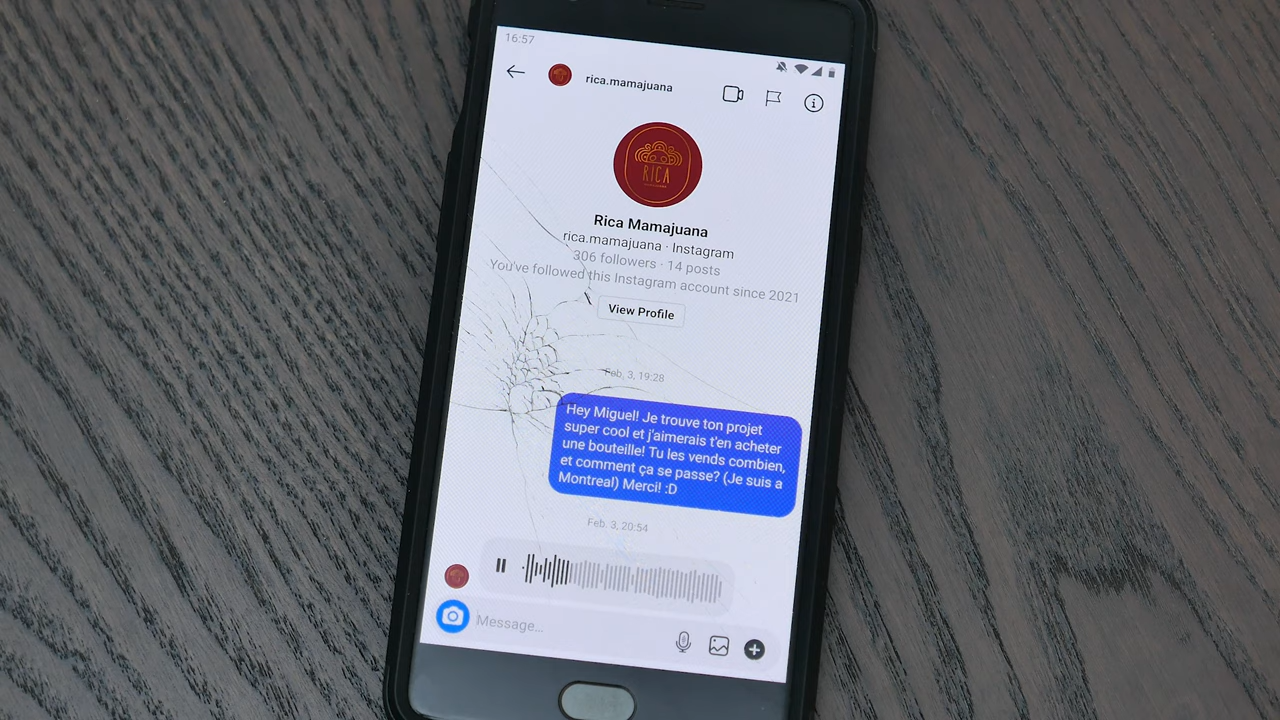 16:57
rica.mamajuana
RICA
Rica Mamajuana
rica.mamajuana · Instagram
306 followers · 14 posts
You've followed this Instagram account since 2021
View Profile
Feb. 3, 19:28
Hey Miguel! Je trouve ton projet
super cool et j'aimerais t'en acheter
une bouteille! Tu les vends combien,
et comment ça se passe? (Je suis a
Montreal) Merci! :D
Feb. 3, 20:54
Message...